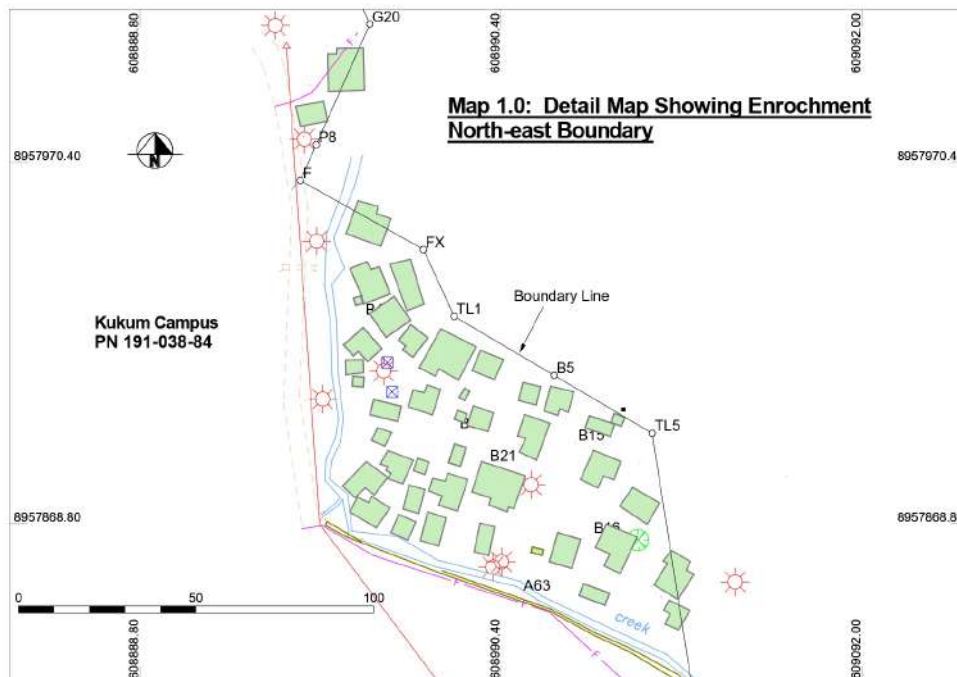 608888.80
608990.40
609092.00
G20
Map 1.0: Detail Map Showing Enrochment
North-east Boundary
F
P8
8957970.40
8957970.4
N
F
FX
Boundary Line
TL1
Kukum Campus
PN 191-038-84
B5
TL5
B15
B21
8957868.80
8957868.8
B16
A63
F
F
creek
F
0
50
100
608888.80
608990.40
609092.00